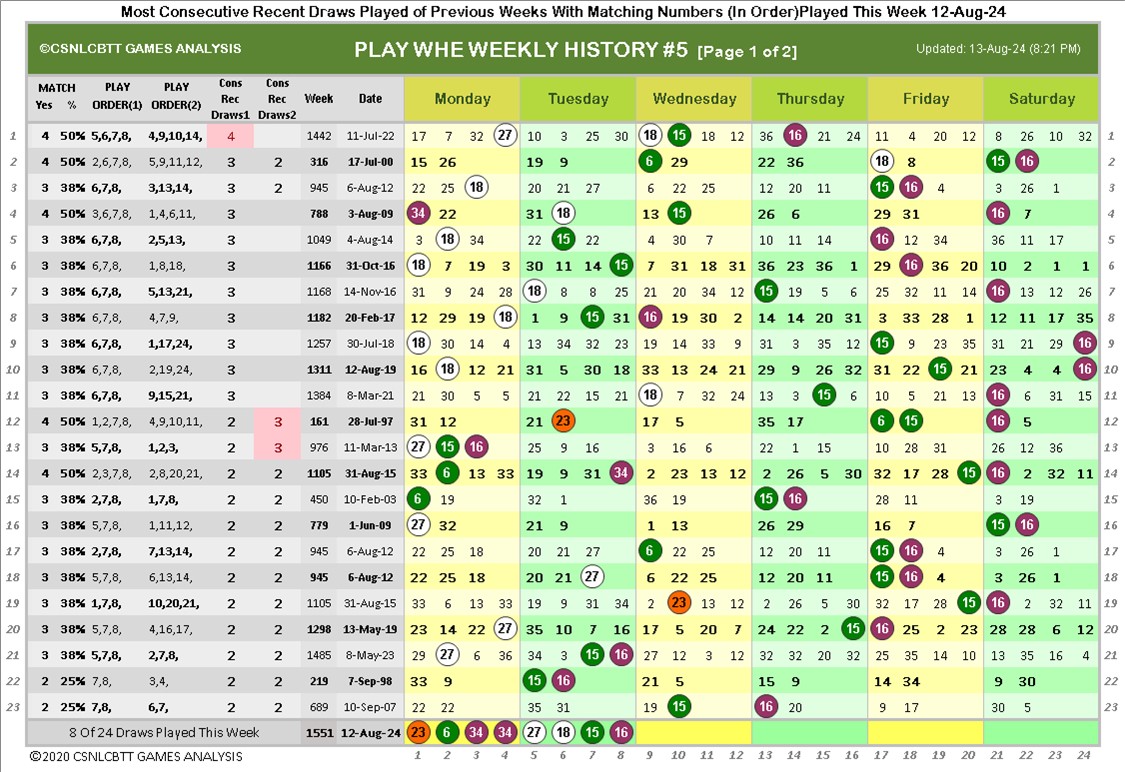 Most Consecutive Recent Draws Played of Previous Weeks With Matching Numbers (In Order)Played This Week 12-Aug-24
©CSNLCBTT GAMES ANALYSIS PLAY WHE WEEKLY HISTORY #5 [Page 1 of 2] Updated: 13-Aug-24 (8:21 PM)
MATCH Yes % PLAY ORDER(1) PLAY ORDER(2) Cons Rec Draws1 Cons Rec Draws2 Week Date Monday Tuesday Wednesday Thursday Friday Saturday
1 4 50% 5,6,7,8, 4,9,10,14, 4 1442 11-Jul-22 17 7 32 27 10 3 25 30 18 15 18 12 36 16 21 24 11 4 20 12 8 26 10 32 1
2 4 50% 2,6,7,8, 5,9,11,12, 3 2 316 17-Jul-00 15 26 19 9 6 29 22 36 18 8 15 22 2
3 3 38% 6,7,8, 3,13,14, 3 2 945 6-Aug-12 22 25 18 20 21 27 6 22 25 12 20 11 15 16 4 3 26 1 3
4 4 50% 3,6,7,8, 1,4,6,11, 3 788 3-Aug-09 34 22 31 18 13 15 26 6 29 31 16 7 4
5 3 38% 6,7,8, 2,5,13, 3 1049 4-Aug-14 3 18 34 22 15 22 4 30 7 10 11 14 16 12 34 36 11 17 5
6 3 38% 6,7,8, 1,8,18, 3 1166 31-Oct-16 18 7 19 3 30 11 14 15 7 31 18 31 36 23 36 1 29 16 36 20 10 2 1 1 6
7 3 38% 6,7,8, 5,13,21, 3 1168 14-Nov-16 31 9 24 28 18 8 8 25 21 20 34 12 15 19 5 6 25 32 11 14 16 13 12 26 7
8 3 38% 6,7,8, 4,7,9, 3 1182 20-Feb-17 12 29 19 18 1 9 15 31 16 19 30 2 14 14 20 31 3 33 28 1 12 11 17 35 8
9 3 38% 6,7,8, 1,17,24, 3 1257 30-Jul-18 18 30 14 4 13 34 32 23 19 14 33 9 31 3 35 12 15 9 23 35 31 21 29 16 9
10 3 38% 6,7,8, 2,19,24, 3 1311 12-Aug-19 16 18 12 21 31 5 30 18 33 13 24 21 29 9 26 32 31 22 15 21 23 4 4 16 10
11 3 38% 6,7,8, 9,15,21, 3 1384 8-Mar-21 21 30 5 5 21 22 15 21 18 7 32 24 13 3 15 6 10 5 21 13 16 6 31 15 11
12 4 50% 1,2,7,8, 4,9,10,11, 2 3 161 28-Jul-97 31 12 21 23 17 5 35 17 6 15 16 5 12
13 3 38% 5,7,8, 1,2,3, 2 3 976 11-Mar-13 27 15 16 25 9 16 3 16 6 22 1 15 10 28 31 26 12 36 13
14 4 50% 2,3,7,8, 2,8,20,21, 2 2 1105 31-Aug-15 33 6 13 33 19 9 31 34 2 23 13 12 2 26 5 30 32 17 28 15 16 2 32 11 14
15 3 38% 2,7,8, 1,7,8, 2 2 450 10-Feb-03 6 19 32 1 36 19 15 16 28 11 3 19 15
16 3 38% 5,7,8, 1,11,12, 2 2 779 1-Jun-09 27 32 21 9 1 13 26 29 16 7 15 16 16
17 3 38% 2,7,8, 7,13,14, 2 2 945 6-Aug-12 22 25 18 20 21 27 6 22 25 12 20 11 15 16 4 3 26 1 17
18 3 38% 5,7,8, 6,13,14, 2 2 945 6-Aug-12 22 25 18 20 21 27 6 22 25 12 20 11 15 16 4 3 26 1 18
19 3 38% 1,7,8, 10,20,21, 2 2 1105 31-Aug-15 33 6 13 33 19 9 31 34 2 23 13 12 2 26 5 30 32 17 28 15 16 2 32 11 19
20 3 38% 5,7,8, 4,16,17, 2 2 1298 13-May-19 23 14 22 27 35 10 7 16 17 5 20 7 24 22 2 15 16 25 2 23 28 28 6 12 20
21 3 38% 5,7,8, 2,7,8, 2 2 1485 8-May-23 29 27 6 36 34 3 15 16 27 12 3 12 32 32 20 32 25 35 14 10 13 35 16 4 21
22 2 25% 7,8, 3,4, 2 2 219 7-Sep-98 33 9 15 16 21 5 15 9 14 34 9 30 22
23 2 25% 7,8, 6,7, 2 2 689 10-Sep-07 22 22 35 31 19 15 16 20 9 17 30 5 23
8 Of 24 Draws Played This Week 1551 12-Aug-24 23 6 34 34 27 18 15 16
©2020 CSNLCBTT GAMES ANALYSIS 1 2 3 4 5 6 7 8 9 10 11 12 13 14 15 16 17 18 19 20 21 22 23 24